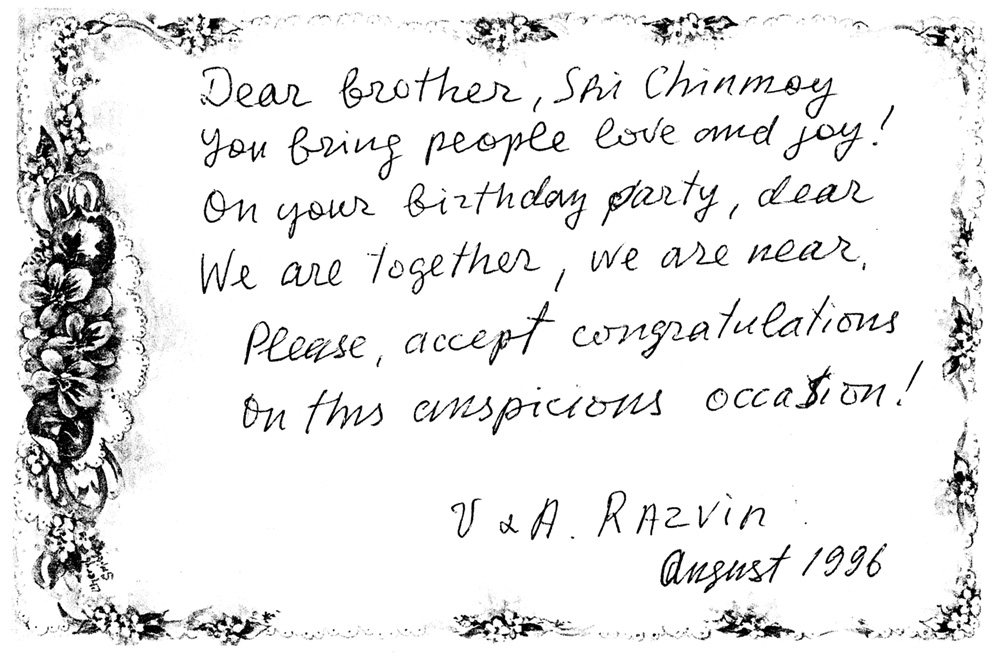 Dear brother, Sri Chinmoy
You bring people love and joy!
On your birthday party, dear
We are together, we are near.
Please, accept congratulations
on this auspicious occasion!
V & A. RAZVIN
August 1996